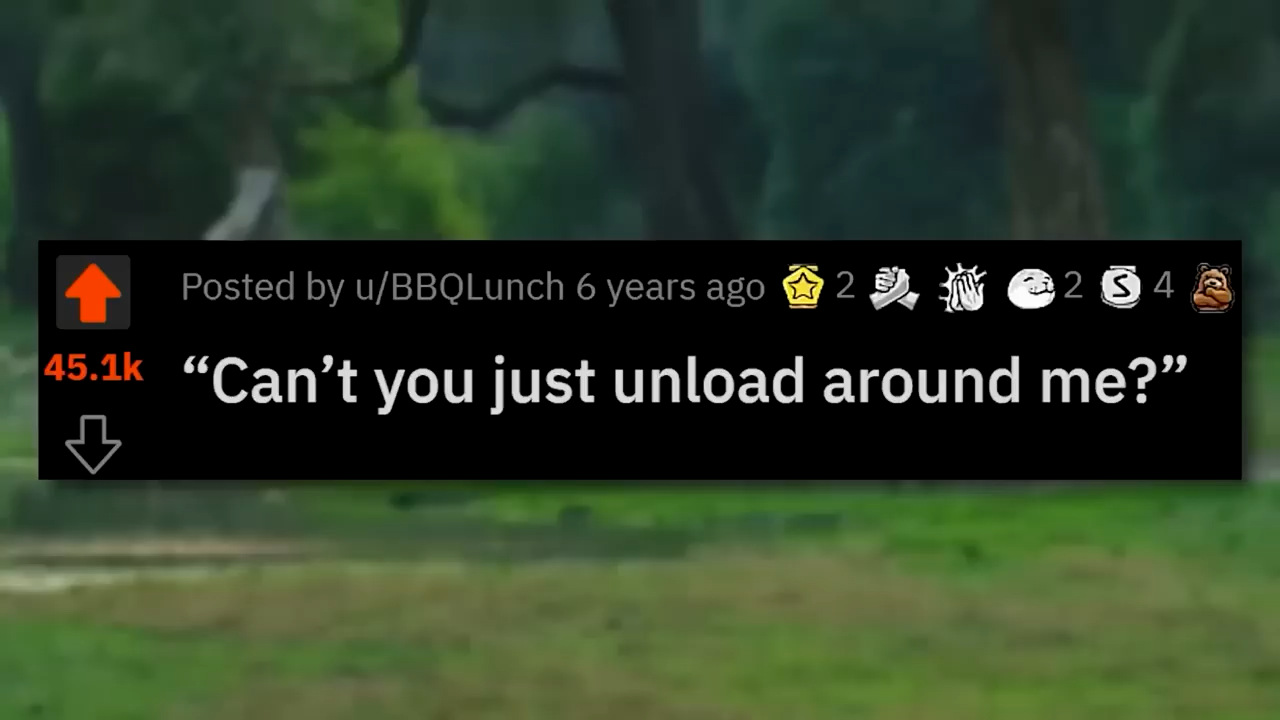 Posted by u/BBQLunch 6 years ago 2 2 S 4
45.1k
“Can’t you just unload around me?”